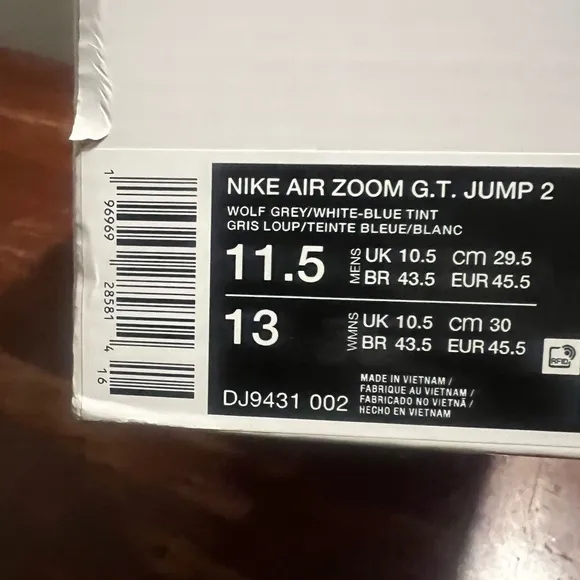 NIKE AIR ZOOM G.T. JUMP 2
WOLF GREY/WHITE-BLUE TINT
GRIS LOUP/TEINTE BLEUE/BLANC
11.5 MENS UK 10.5 cm 29.5
BR 43.5 EUR 45.5
13 WMNS UK 10.5 cm 30
BR 43.5 EUR 45.5
RFID
DJ9431 002
MADE IN VIETNAM /
FABRIQUE AU VIETNAM /
FABRICADO NO VIETNÃ /
HECHO EN VIETNAM
1 96969 28581 4 16